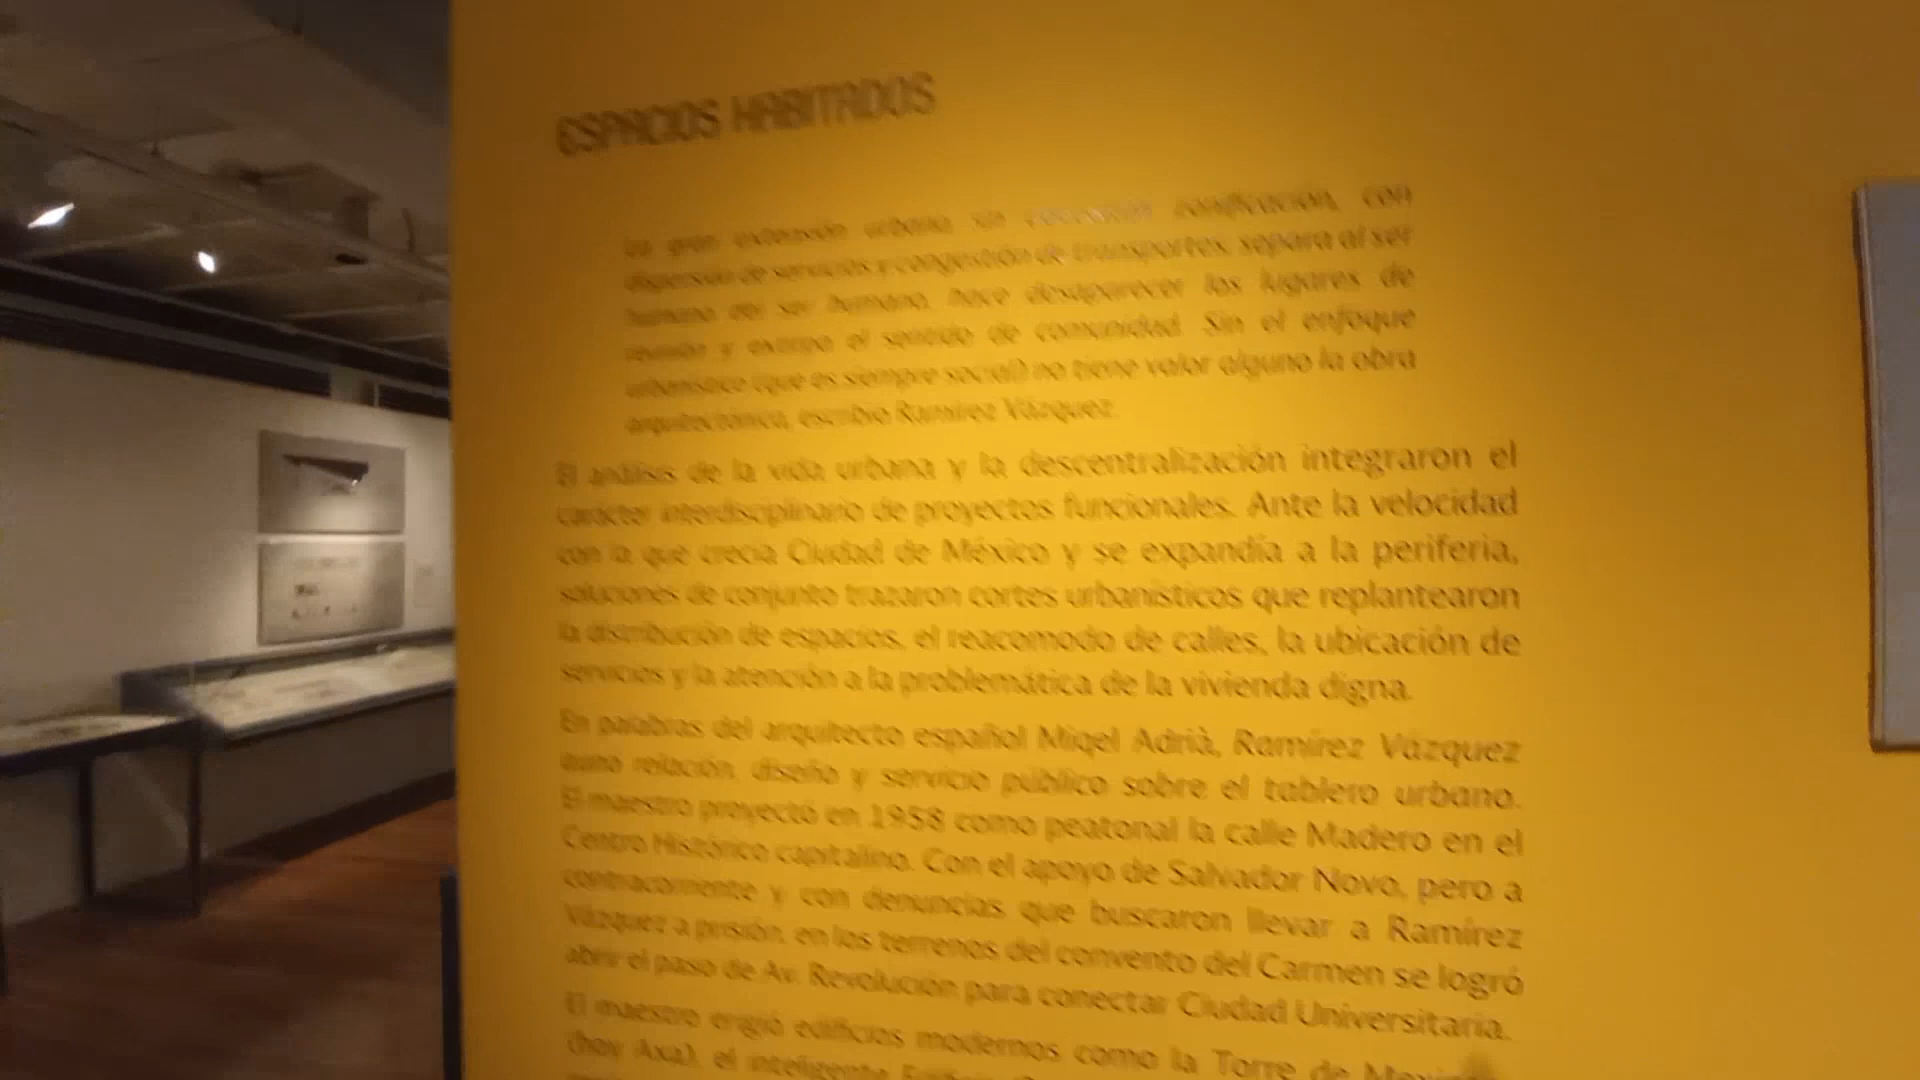 ESPACIOS HABITADOS
La gran extensión urbana sin zonificación, con
dispersión de servicios y congestión de transportes, separa al ser
humano del ser humano, hace desaparecer los lugares de
reunión y extirpa el sentido de comunidad. Sin el enfoque
urbanístico (que es siempre social) no tiene valor alguno la obra
arquitectónica, escribió Ramírez Vázquez.
El análisis de la vida urbana y la descentralización integraron el
carácter interdisciplinario de proyectos funcionales. Ante la velocidad
con la que crecía Ciudad de México y se expandía a la periferia,
soluciones de conjunto trazaron cortes urbanísticos que replantearon
la distribución de espacios, el reacomodo de calles, la ubicación de
servicios y la atención a la problemática de la vivienda digna.
En palabras del arquitecto español Miqel Adrià, Ramírez Vázquez
aunó relación, diseño y servicio público sobre el tablero urbano.
El maestro proyectó en 1958 como peatonal la calle Madero en el
Centro Histórico capitalino. Con el apoyo de Salvador Novo, pero a
contracorriente y con denuncias que buscaron llevar a Ramírez
Vázquez a prisión, en los terrenos del convento del Carmen se logró
abrir el paso de Av. Revolución para conectar Ciudad Universitaria.
El maestro erigió edificios modernos como la Torre de
(hoy Axa), el inteligente